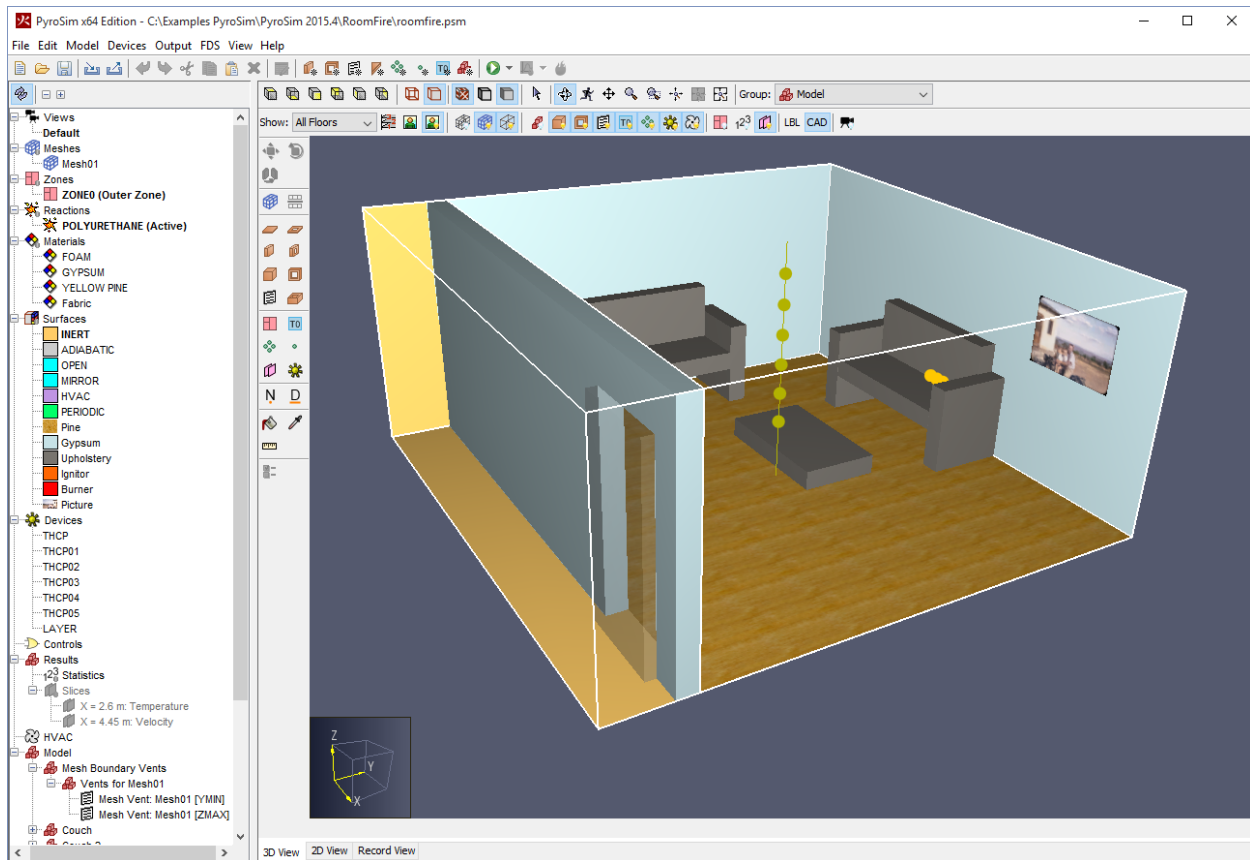 PyroSim x64 Edition - C:\Examples PyroSim\PyroSim 2015.4\RoomFire\roomfire.psm
File Edit Model Devices Output FDS View Help
Group: Model
Show: All Floors
LBL CAD
Views
Default
Meshes
Mesh01
Zones
ZONE0 (Outer Zone)
Reactions
POLYURETHANE (Active)
Materials
FOAM
GYPSUM
YELLOW PINE
Fabric
Surfaces
INERT
ADIABATIC
OPEN
MIRROR
HVAC
PERIODIC
Pine
Gypsum
Upholstery
Ignitor
Burner
Picture
Devices
THCP
THCP01
THCP02
THCP03
THCP04
THCP05
LAYER
Controls
Results
123 Statistics
Slices
X = 2.6 m: Temperature
X = 4.45 m: Velocity
HVAC
Model
Mesh Boundary Vents
Vents for Mesh01
Mesh Vent: Mesh01 [YMIN]
Mesh Vent: Mesh01 [ZMAX]
Couch
T0
N D
Z
Y
X
3D View 2D View Record View